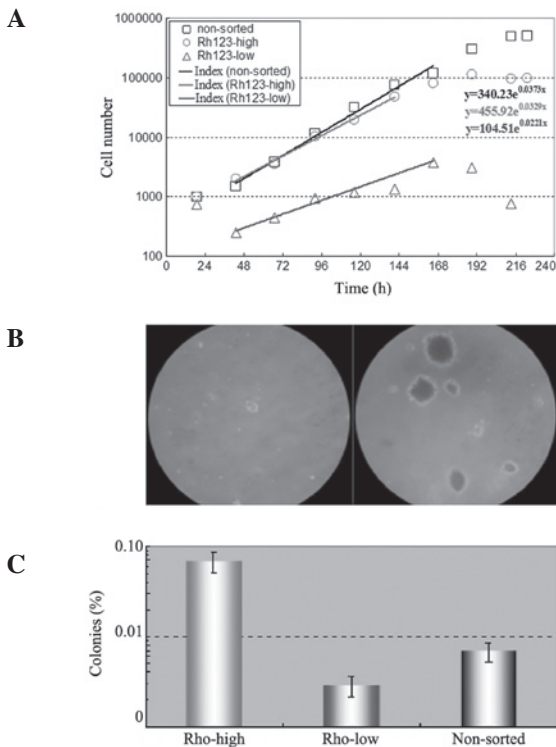 A
1000000
100000
10000
1000
100
Cell number
non-sorted
Rh123-high
Rh123-low
Index (non-sorted)
Index (Rh123-high)
Index (Rh123-low)
y=340.23e^0.0373x
y=455.92e^0.0329x
y=104.51e^0.0221x
0 24 48 72 96 120 144 168 192 216 240
Time (h)
B
C
Colonies (%)
0.10
0.01
0
Rho-high Rho-low Non-sorted